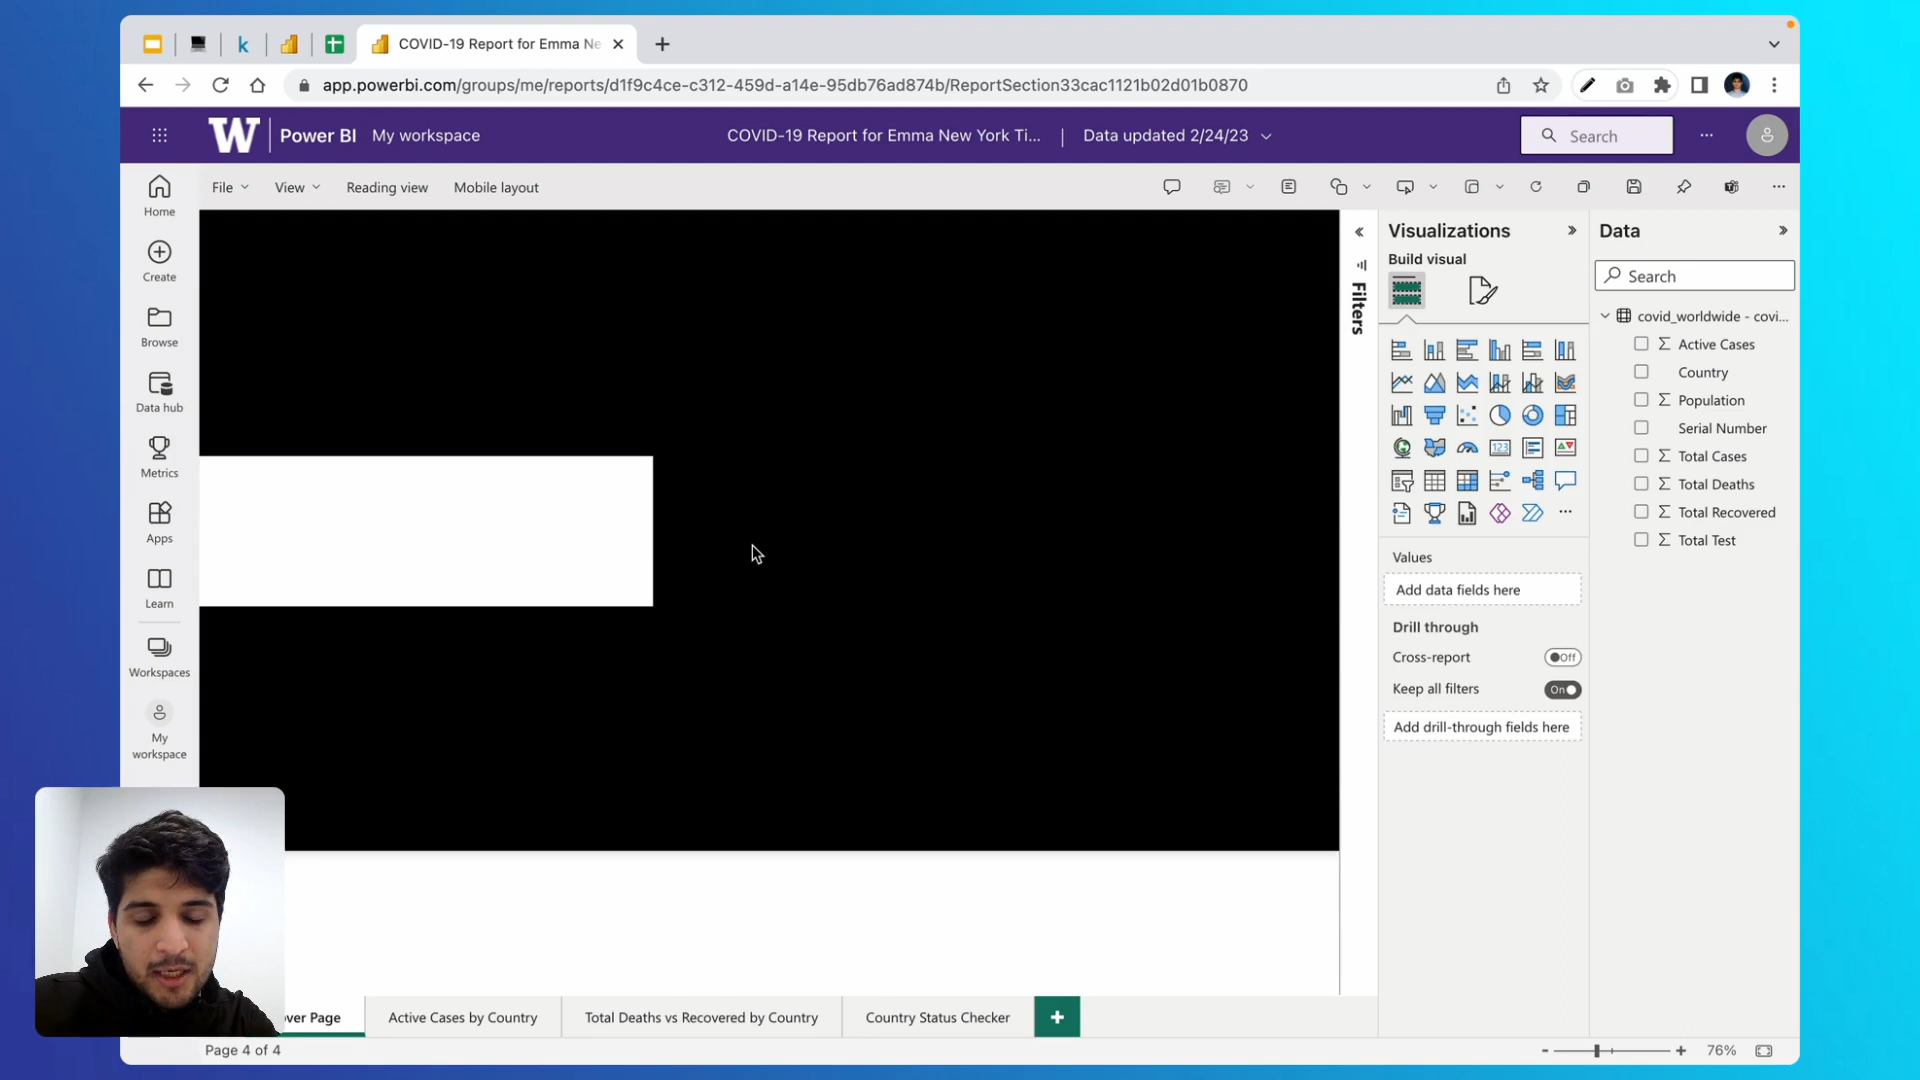 COVID-19 Report for Emma Ne
app.powerbi.com/groups/me/reports/d1f9c4ce-c312-459d-a14e-95db76ad874b/ReportSection33cac1121b02d01b0870
W Power BI My workspace COVID-19 Report for Emma New York Ti... | Data updated 2/24/23 Search
File View Reading view Mobile layout
Home
Create
Browse
Data hub
Metrics
Apps
Learn
Workspaces
My
workspace
Filters
Visualizations
Build visual
123
Values
Add data fields here
Drill through
Cross-report Off
Keep all filters On
Add drill-through fields here
Data
Search
covid_worldwide - covi...
Σ Active Cases
Country
Σ Population
Serial Number
Σ Total Cases
Σ Total Deaths
Σ Total Recovered
Σ Total Test
ver Page Active Cases by Country Total Deaths vs Recovered by Country Country Status Checker +
Page 4 of 4 - + 76%